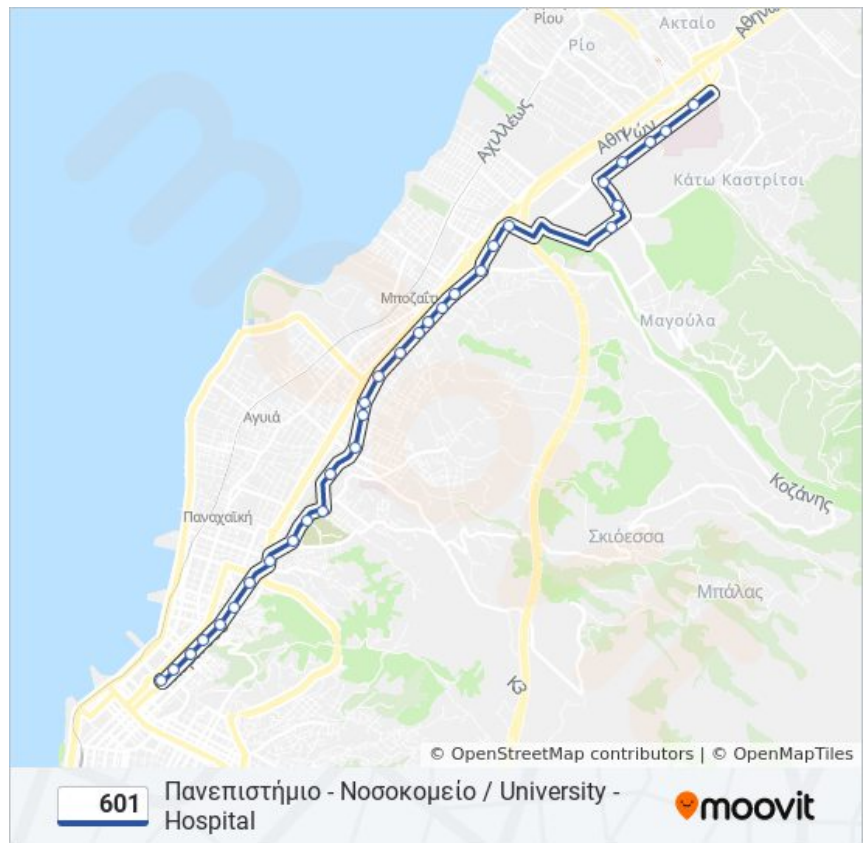 Ρίου
Ακταίο
Αθηνών
Ρίο
Αχιλλέως
Αθηνών
Κάτω Καστρίτσι
Μποζαΐτι
Μαγούλα
Αγυιά
Κοζάνης
Παναχαϊκή
Σκιόεσσα
Μπάλας
Κ3
© OpenStreetMap contributors | © OpenMapTiles
601
Πανεπιστήμιο - Νοσοκομείο / University -
Hospital
moovit